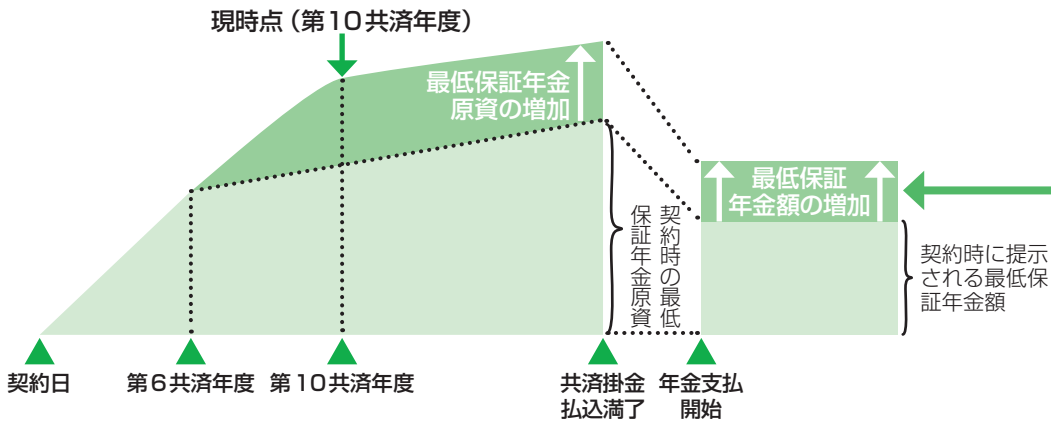 現時点（第10共済年度）
最低保証年金
原資の増加
最低保証
年金額の増加
契約時の最低
保証年金原資
契約時に提示
される最低保
証年金額
契約日
第6共済年度
第10共済年度
共済掛金
払込満了
年金支払
開始